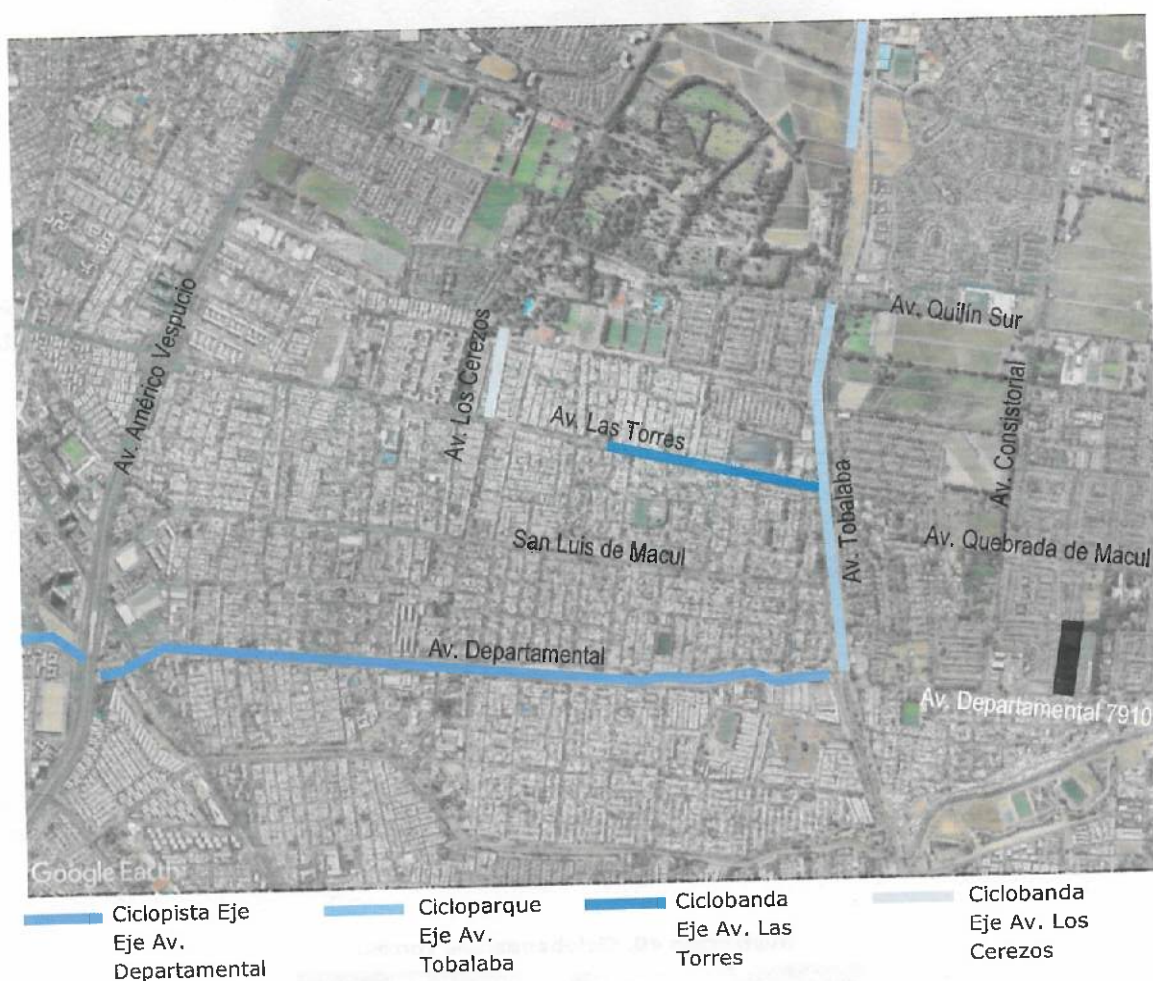 Av. Quilín Sur
Av. Américo Vespucio
Av. Los Cerezos
Av. Consistorial
Av. Las Torres
Av. Tobalaba
San Luis de Macul
Av. Quebrada de Macul
Av. Departamental
Av. Departamental 7910
Google Earth
Ciclopista Eje
Eje Av.
Departamental
Cicloparque
Eje Av.
Tobalaba
Ciclobanda
Eje Av. Las
Torres
Ciclobanda
Eje Av. Los
Cerezos